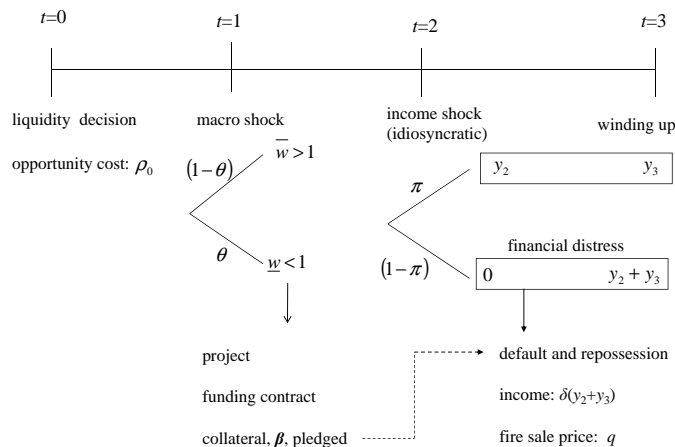 t=0 t=1 t=2 t=3
liquidity decision macro shock income shock (idiosyncratic) winding up
opportunity cost: ρ₀
(1−θ) w̅ >1
π y₂ y₃
θ w̲ <1
financial distress
(1−π) 0 y₂ + y₃
project default and repossession
funding contract income: δ(y₂+y₃)
collateral, β, pledged fire sale price: q